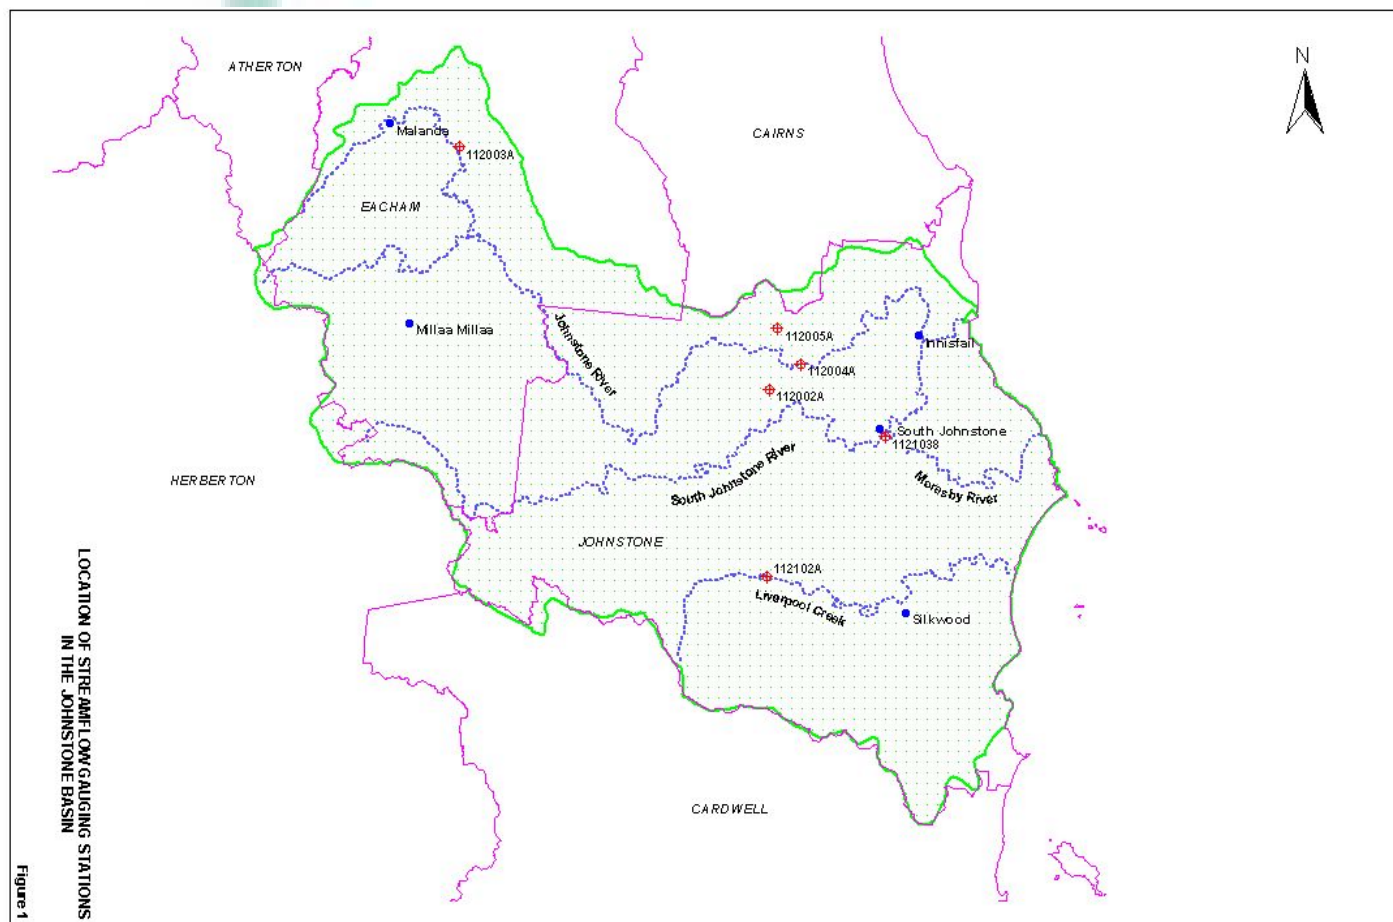 N
ATHERTON
CAIRNS
Malanda
112003A
EACHAM
Millaa Millaa
Johnstone River
112005A
Innisfail
112004A
112002A
South Johnstone
1121038
South Johnstone River
Moresby River
HERBERTON
JOHNSTONE
112102A
Liverpool Creek
Silkwood
CARDWELL
LOCATION OF STREAMFLOW GAUGING STATIONS
IN THE JOHNSTONE BASIN
Figure 1